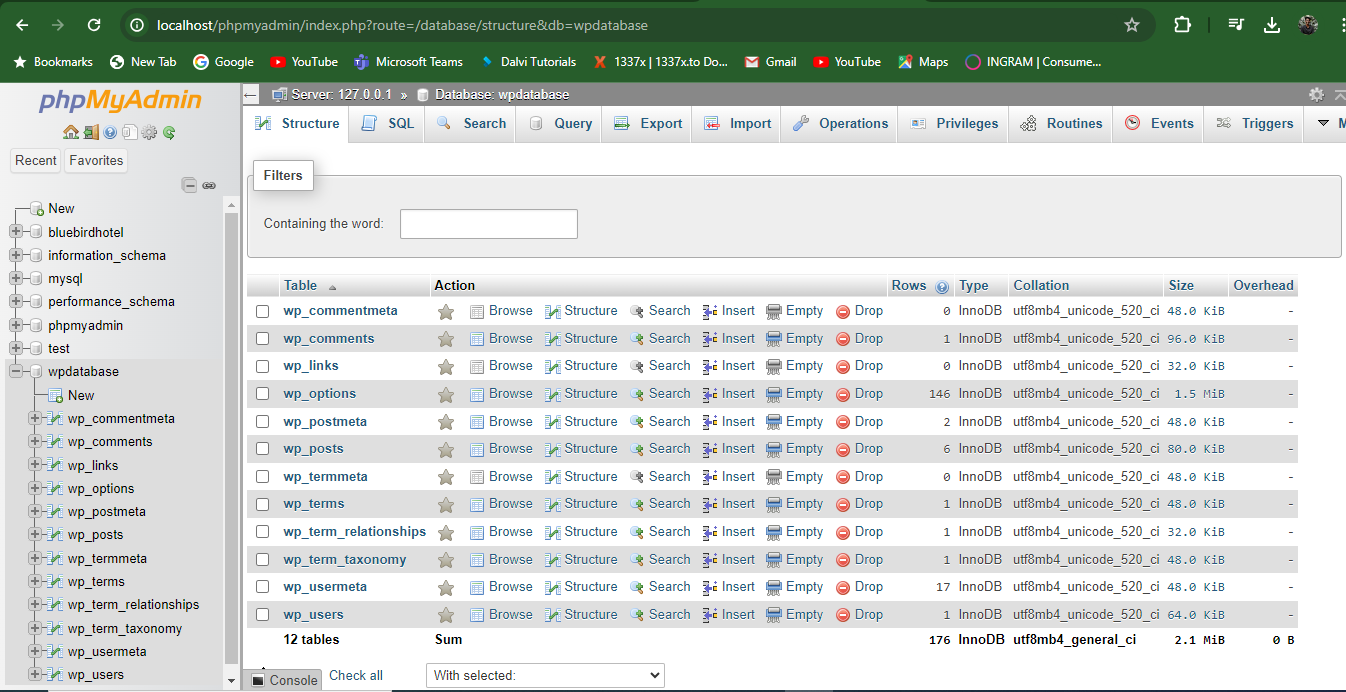 localhost/phpmyadmin/index.php?route=/database/structure&db=wpdatabase
Bookmarks New Tab Google YouTube Microsoft Teams Dalvi Tutorials 1337x | 1337x.to Do... Gmail YouTube Maps INGRAM | Consume...
phpMyAdmin
Recent Favorites
New
bluebirdhotel
information_schema
mysql
performance_schema
phpmyadmin
test
wpdatabase
New
wp_commentmeta
wp_comments
wp_links
wp_options
wp_postmeta
wp_posts
wp_termmeta
wp_terms
wp_term_relationships
wp_term_taxonomy
wp_usermeta
wp_users
Server: 127.0.0.1 » Database: wpdatabase
Structure SQL Search Query Export Import Operations Privileges Routines Events Triggers M
Filters
Containing the word:
Table Action Rows Type Collation Size Overhead
wp_commentmeta Browse Structure Search Insert Empty Drop 0 InnoDB utf8mb4_unicode_520_ci 48.0 KiB -
wp_comments Browse Structure Search Insert Empty Drop 1 InnoDB utf8mb4_unicode_520_ci 96.0 KiB -
wp_links Browse Structure Search Insert Empty Drop 0 InnoDB utf8mb4_unicode_520_ci 32.0 KiB -
wp_options Browse Structure Search Insert Empty Drop 146 InnoDB utf8mb4_unicode_520_ci 1.5 MiB -
wp_postmeta Browse Structure Search Insert Empty Drop 2 InnoDB utf8mb4_unicode_520_ci 48.0 KiB -
wp_posts Browse Structure Search Insert Empty Drop 6 InnoDB utf8mb4_unicode_520_ci 80.0 KiB -
wp_termmeta Browse Structure Search Insert Empty Drop 0 InnoDB utf8mb4_unicode_520_ci 48.0 KiB -
wp_terms Browse Structure Search Insert Empty Drop 1 InnoDB utf8mb4_unicode_520_ci 48.0 KiB -
wp_term_relationships Browse Structure Search Insert Empty Drop 1 InnoDB utf8mb4_unicode_520_ci 32.0 KiB -
wp_term_taxonomy Browse Structure Search Insert Empty Drop 1 InnoDB utf8mb4_unicode_520_ci 48.0 KiB -
wp_usermeta Browse Structure Search Insert Empty Drop 17 InnoDB utf8mb4_unicode_520_ci 48.0 KiB -
wp_users Browse Structure Search Insert Empty Drop 1 InnoDB utf8mb4_unicode_520_ci 64.0 KiB -
12 tables Sum 176 InnoDB utf8mb4_general_ci 2.1 MiB 0 B
Console Check all With selected: